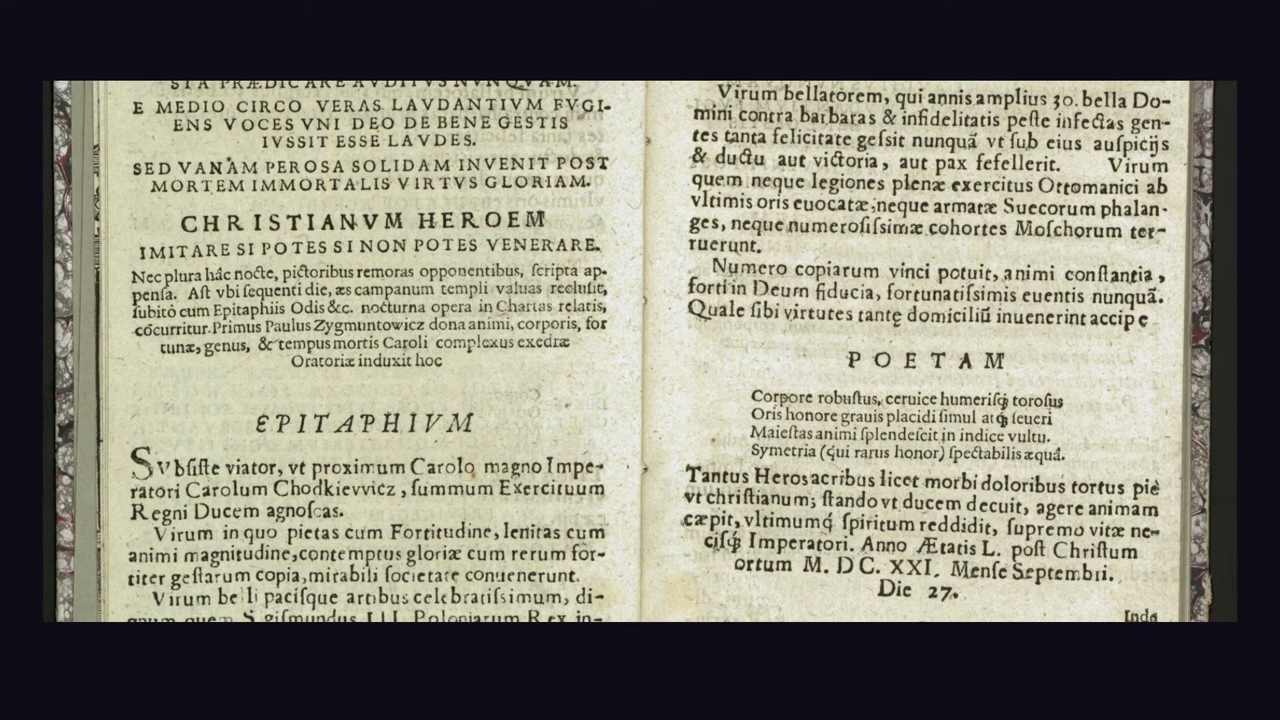 STA PRÆDICARE AVDITVS NVNQVAM.
E MEDIO CIRCO VERAS LAVDANTIVM FVGI-
ENS VOCES VNI DEO DE BENE GESTIS
IVSSIT ESSE LAVDES.
SED VANAM PEROSA SOLIDAM INVENIT POST
MORTEM IMMORTALIS VIRTVS GLORIAM.
CHRISTIANVM HEROEM
IMITARE SI POTES SI NON POTES VENERARE.
Nec plura hâc nocte, pictoribus remoras opponentibus, ſcripta ap-
penſa. Aſt vbi ſequenti die, æs campanum templi valuas recluſit,
ſubitò cum Epitaphiis Odis &c. nocturna opera in Chartas relatis,
cōcurritur. Primus Paulus Zygmuntowicz dona animi, corporis, for
tunæ, genus, & tempus mortis Caroli complexus exedræ
Oratoriæ induxit hoc
EPITAPHIVM
SVbſiſte viator, vt proximum Carolo magno Impe-
ratori Carolum Chodkievvicz, ſummum Exercituum
Regni Ducem agnoſcas.
Virum in quo pietas cum Fortitudine, lenitas cum
animi magnitudine, contemptus gloriæ cum rerum for-
titer geſtarum copia, mirabili ſocietate conuenerunt.
Virum belli paciſque artibus celebratiſsimum, di-
gnum quem Sigiſmundus III. Poloniarum Rex in-
Virum bellatorem, qui annis amplius 30. bella Do-
mini contra barbaras & infidelitatis peſte infectas gen-
tes tanta felicitate geſsit nunquā vt ſub eius auſpicijs
& ductu aut victoria, aut pax fefellerit. Virum
quem neque legiones plenæ exercitus Ottomanici ab
vltimis oris euocatæ, neque armatæ Suecorum phalan-
ges, neque numeroſiſsimæ cohortes Moſchorum ter-
ruerunt.
Numero copiarum vinci potuit, animi conſtantia,
forti in Deum fiducia, fortunatiſsimis euentis nunquā.
Quale ſibi virtutes tantę domiciliū inuenerint accipe
POETAM
Corpore robuſtus, ceruice humeriſq́ȝ toroſus
Oris honore grauis placidi ſimul atq́ȝ ſeueri
Maieſtas animi ſplendeſcit in indice vultu.
Symetria (qui rarus honor) ſpectabilis æquâ.
Tantus Heros acribus licet morbi doloribus tortus piè
vt chriſtianum; ſtando vt ducem decuit, agere animam
cæpit, vltimumq́ ſpiritum reddidit, ſupremo vitæ ne-
ciſq́ȝ Imperatori. Anno Ætatis L. poſt Chriſtum
ortum M. DC. XXI. Menſe Septembri.
Die 27.